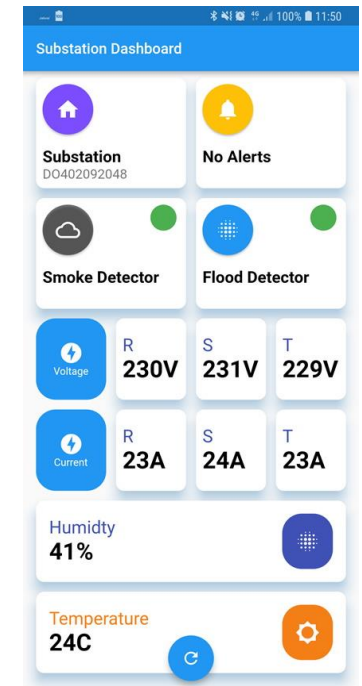 4G 100% 11:50
Substation Dashboard
Substation
DO402092048
No Alerts
Smoke Detector
Flood Detector
Voltage
R
230V
S
231V
T
229V
Current
R
23A
S
24A
T
23A
Humidty
41%
Temperature
24C